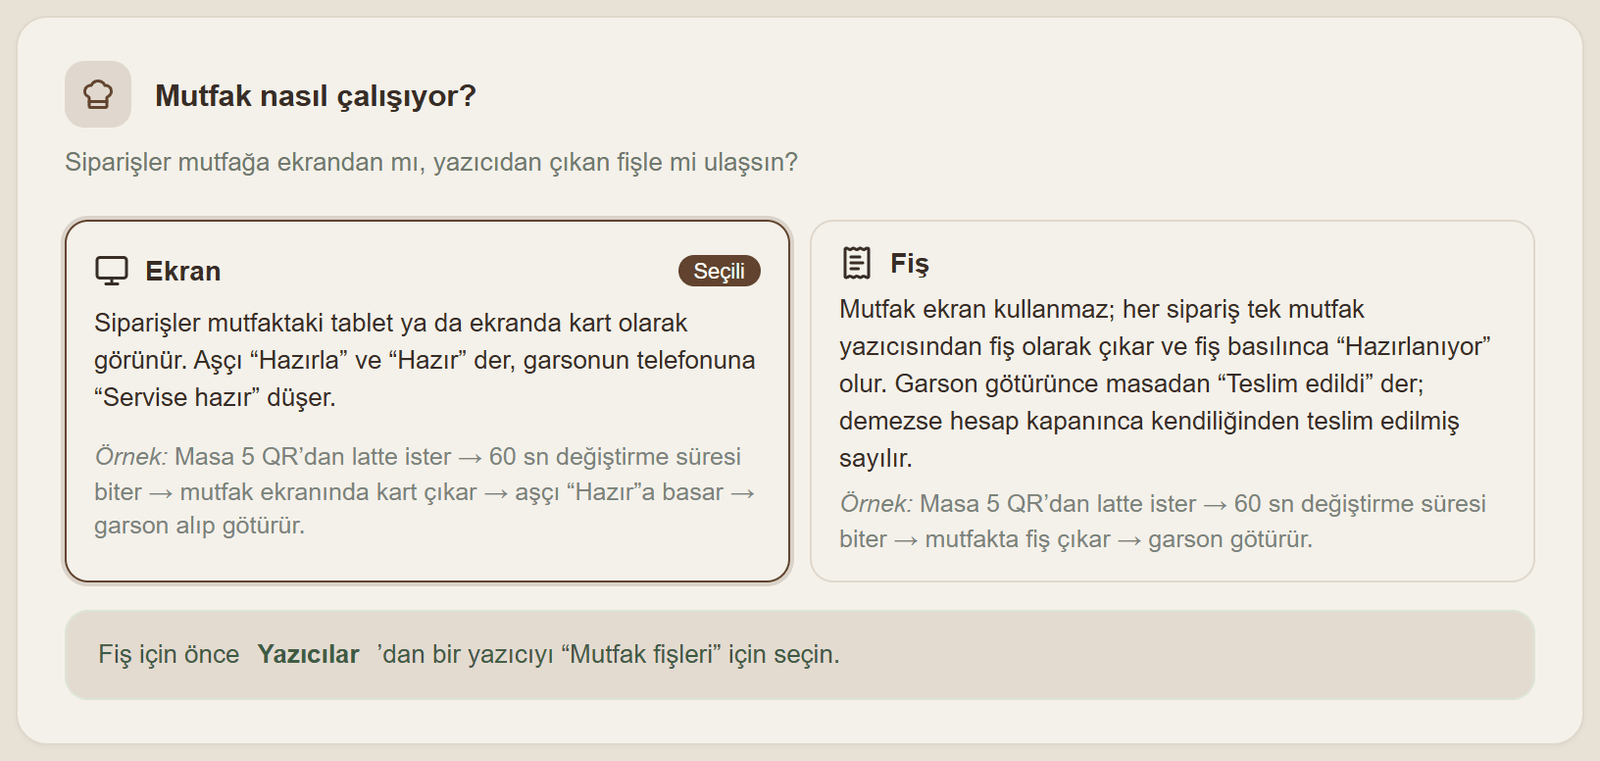 Mutfak nasıl çalışıyor?
Siparişler mutfağa ekrandan mı, yazıcıdan çıkan fişle mi ulaşsın?
Ekran
Seçili
Siparişler mutfaktaki tablet ya da ekranda kart olarak
görünür. Aşçı “Hazırla” ve “Hazır” der, garsonun telefonuna
“Servise hazır” düşer.
Örnek: Masa 5 QR’dan latte ister → 60 sn değiştirme süresi
biter → mutfak ekranında kart çıkar → aşçı “Hazır”a basar →
garson alıp götürür.
Fiş
Mutfak ekran kullanmaz; her sipariş tek mutfak
yazıcısından fiş olarak çıkar ve fiş basılınca “Hazırlanıyor”
olur. Garson götürünce masadan “Teslim edildi” der;
demezse hesap kapanınca kendiliğinden teslim edilmiş
sayılır.
Örnek: Masa 5 QR’dan latte ister → 60 sn değiştirme süresi
biter → mutfakta fiş çıkar → garson götürür.
Fiş için önce Yazıcılar ’dan bir yazıcıyı “Mutfak fişleri” için seçin.